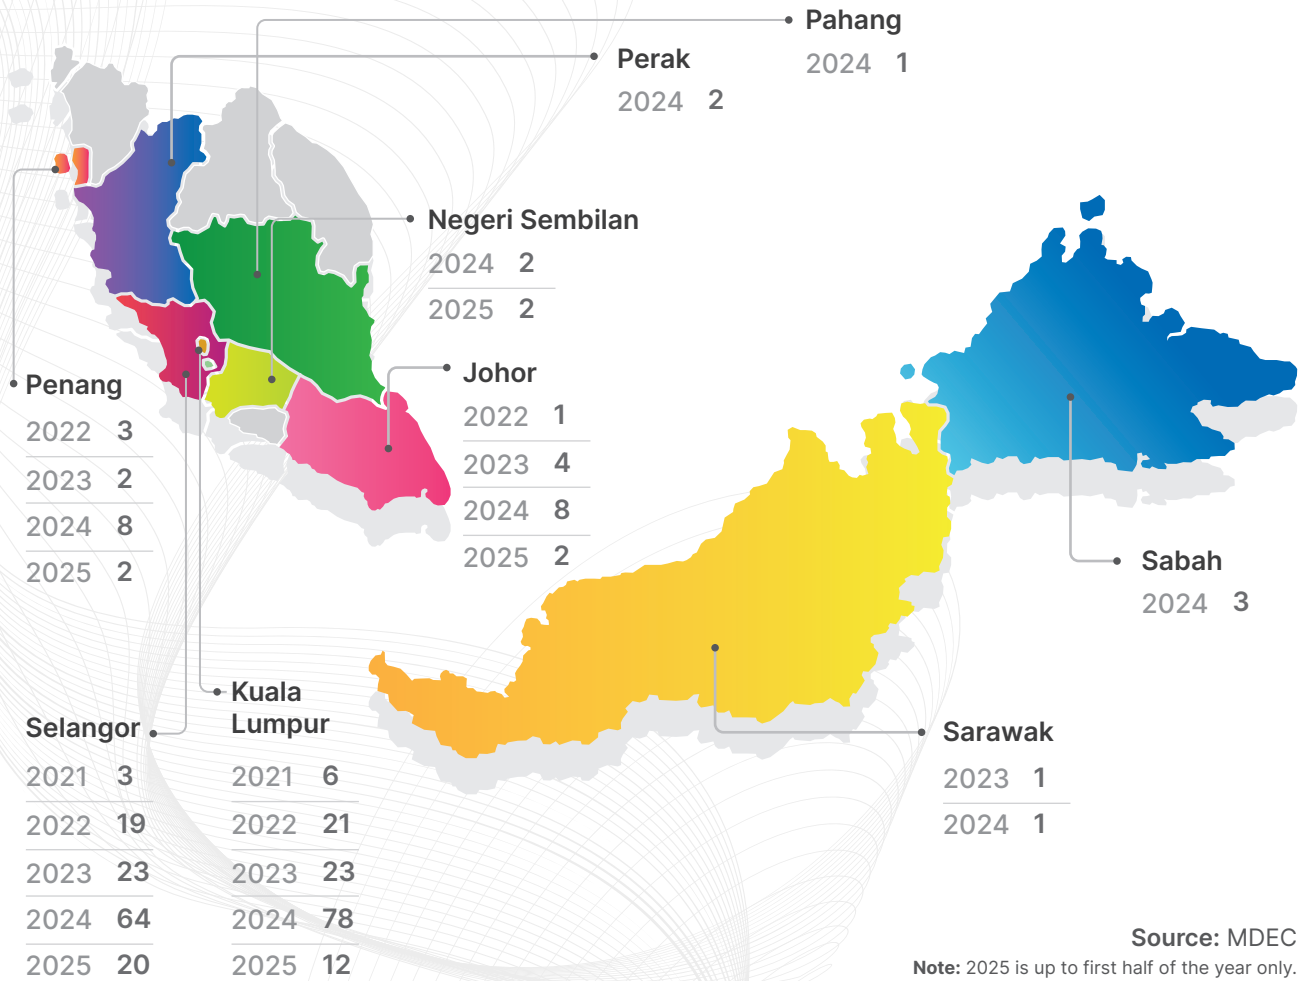 Pahang
2024 1
Perak
2024 2
Negeri Sembilan
2024 2
2025 2
Johor
2022 1
2023 4
2024 8
2025 2
Penang
2022 3
2023 2
2024 8
2025 2
Sabah
2024 3
Selangor
2021 3
2022 19
2023 23
2024 64
2025 20
Kuala
Lumpur
2021 6
2022 21
2023 23
2024 78
2025 12
Sarawak
2023 1
2024 1
Source: MDEC
Note: 2025 is up to first half of the year only.